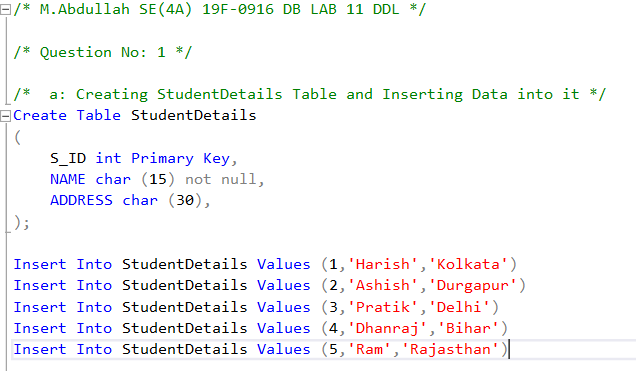 /* M.Abdullah SE(4A) 19F-0916 DB LAB 11 DDL */
/* Question No: 1 */
/*  a: Creating StudentDetails Table and Inserting Data into it */
Create Table StudentDetails
(
S_ID int Primary Key,
NAME char (15) not null,
ADDRESS char (30),
);
Insert Into StudentDetails Values (1,'Harish','Kolkata')
Insert Into StudentDetails Values (2,'Ashish','Durgapur')
Insert Into StudentDetails Values (3,'Pratik','Delhi')
Insert Into StudentDetails Values (4,'Dhanraj','Bihar')
Insert Into StudentDetails Values (5,'Ram','Rajasthan')